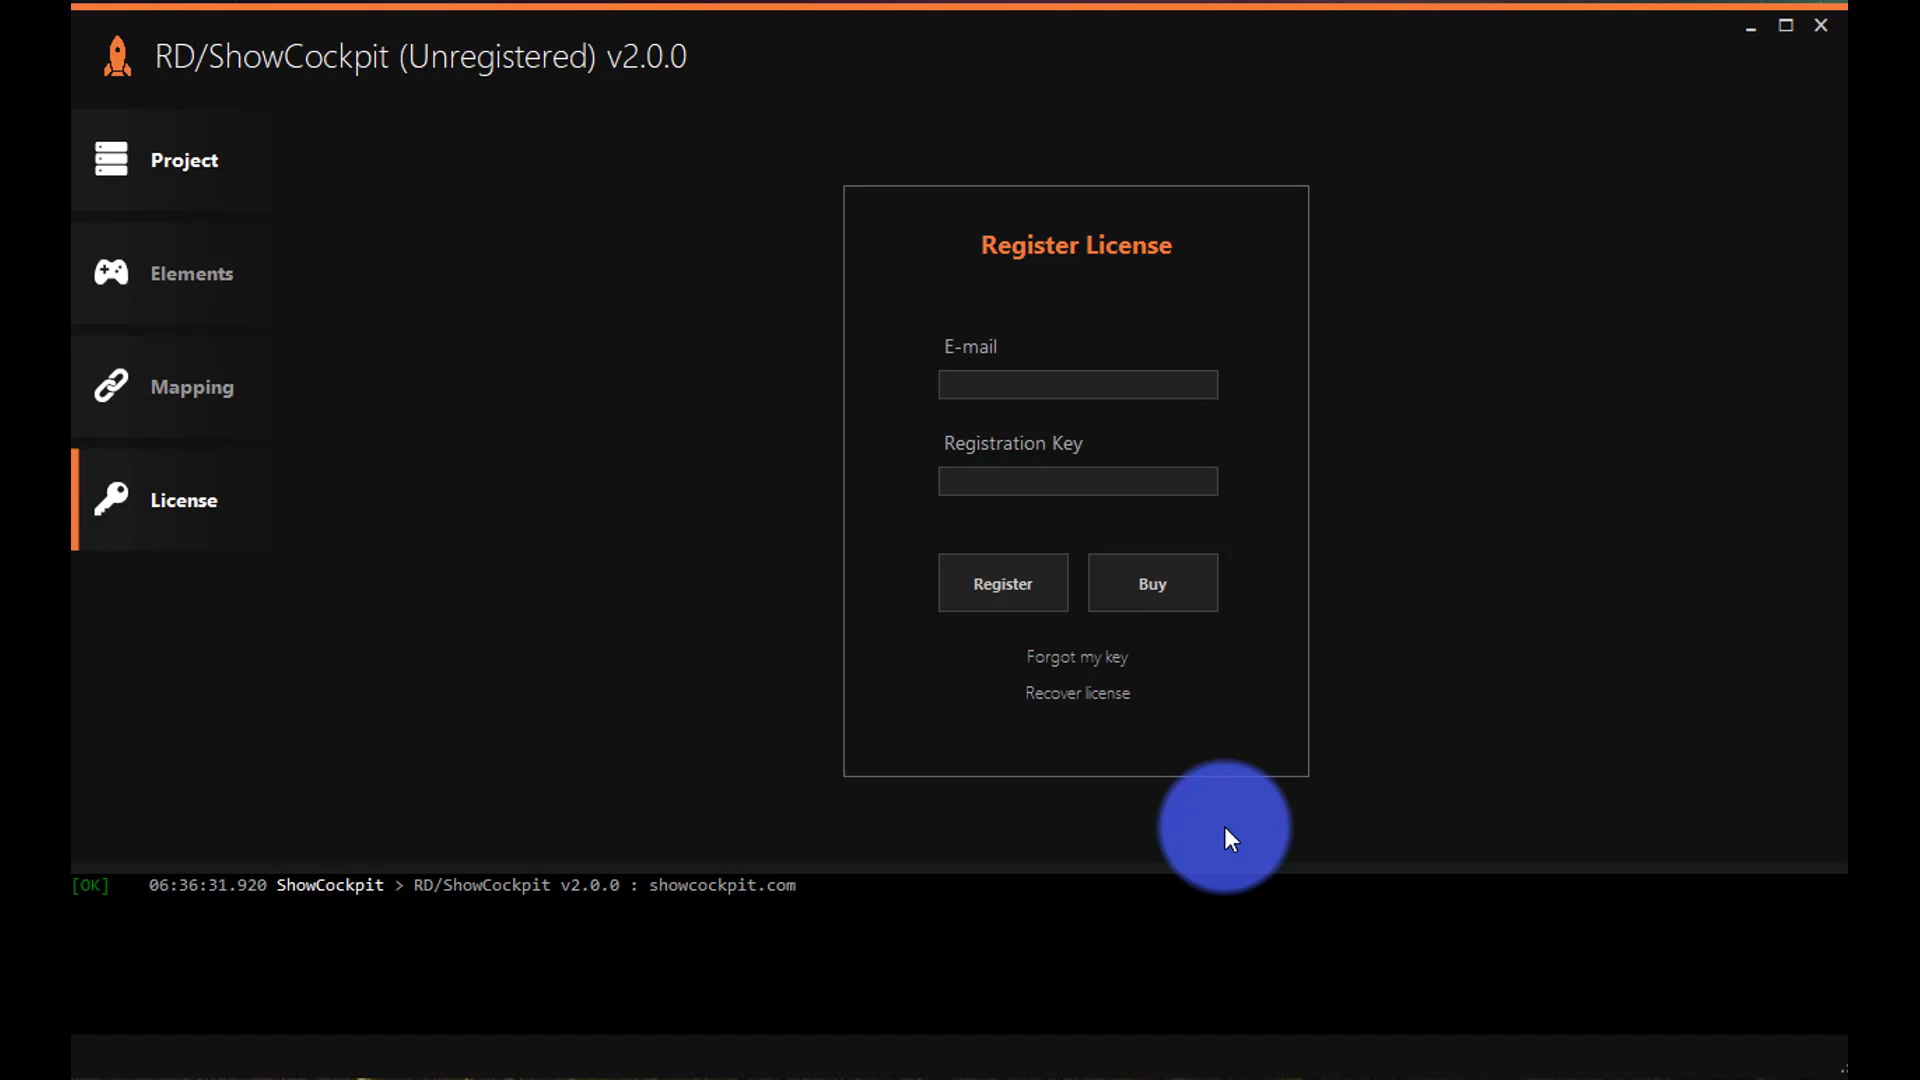 RD/ShowCockpit (Unregistered) v2.0.0
Project
Elements
Mapping
License
Register License
E-mail
Registration Key
Register
Buy
Forgot my key
Recover license
[OK] 06:36:31.920 ShowCockpit > RD/ShowCockpit v2.0.0 : showcockpit.com